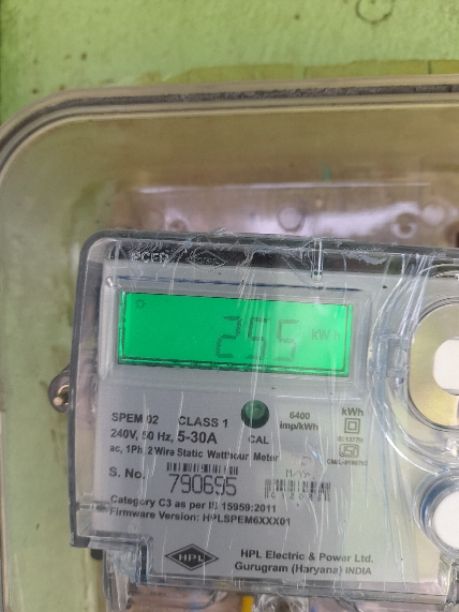 255 kWh
SPEM 02 CLASS 1 6400 kWh
240V, 50 Hz, 5-30A imp/kWh
CAL
ac, 1Ph. 2 Wire Static Watthour Meter
S. No.
790695
Category C3 as per IS 15959:2011
Firmware Version: HPLSPEM6XXX01
HPL HPL Electric & Power Ltd.
Gurugram (Haryana) INDIA